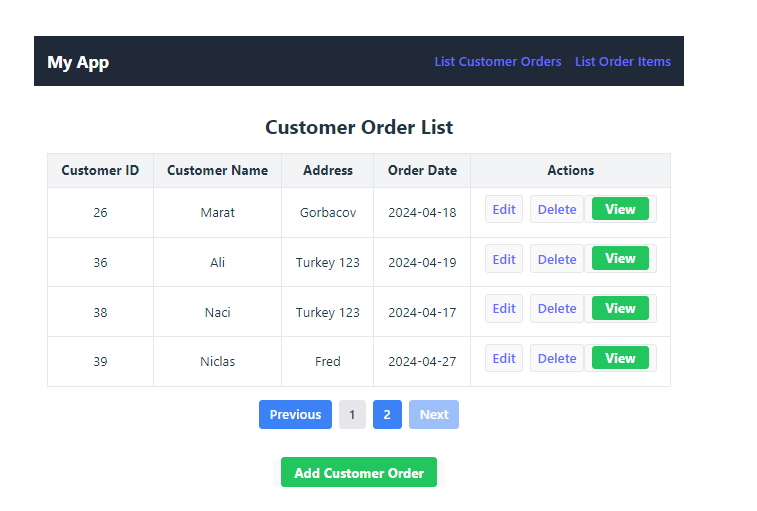 My App List Customer Orders List Order Items
Customer Order List
Customer ID Customer Name Address Order Date Actions
26 Marat Gorbacov 2024-04-18 Edit Delete View
36 Ali Turkey 123 2024-04-19 Edit Delete View
38 Naci Turkey 123 2024-04-17 Edit Delete View
39 Niclas Fred 2024-04-27 Edit Delete View
Previous 1 2 Next
Add Customer Order